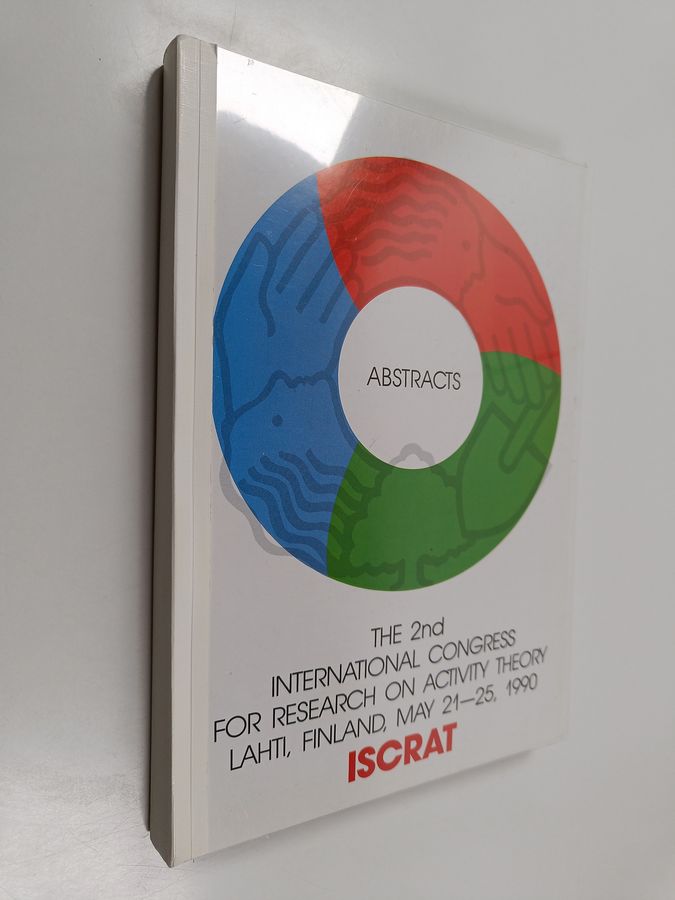 ABSTRACTS
THE 2nd
INTERNATIONAL CONGRESS
FOR RESEARCH ON ACTIVITY THEORY
LAHTI, FINLAND, MAY 21—25, 1990
ISCRAT